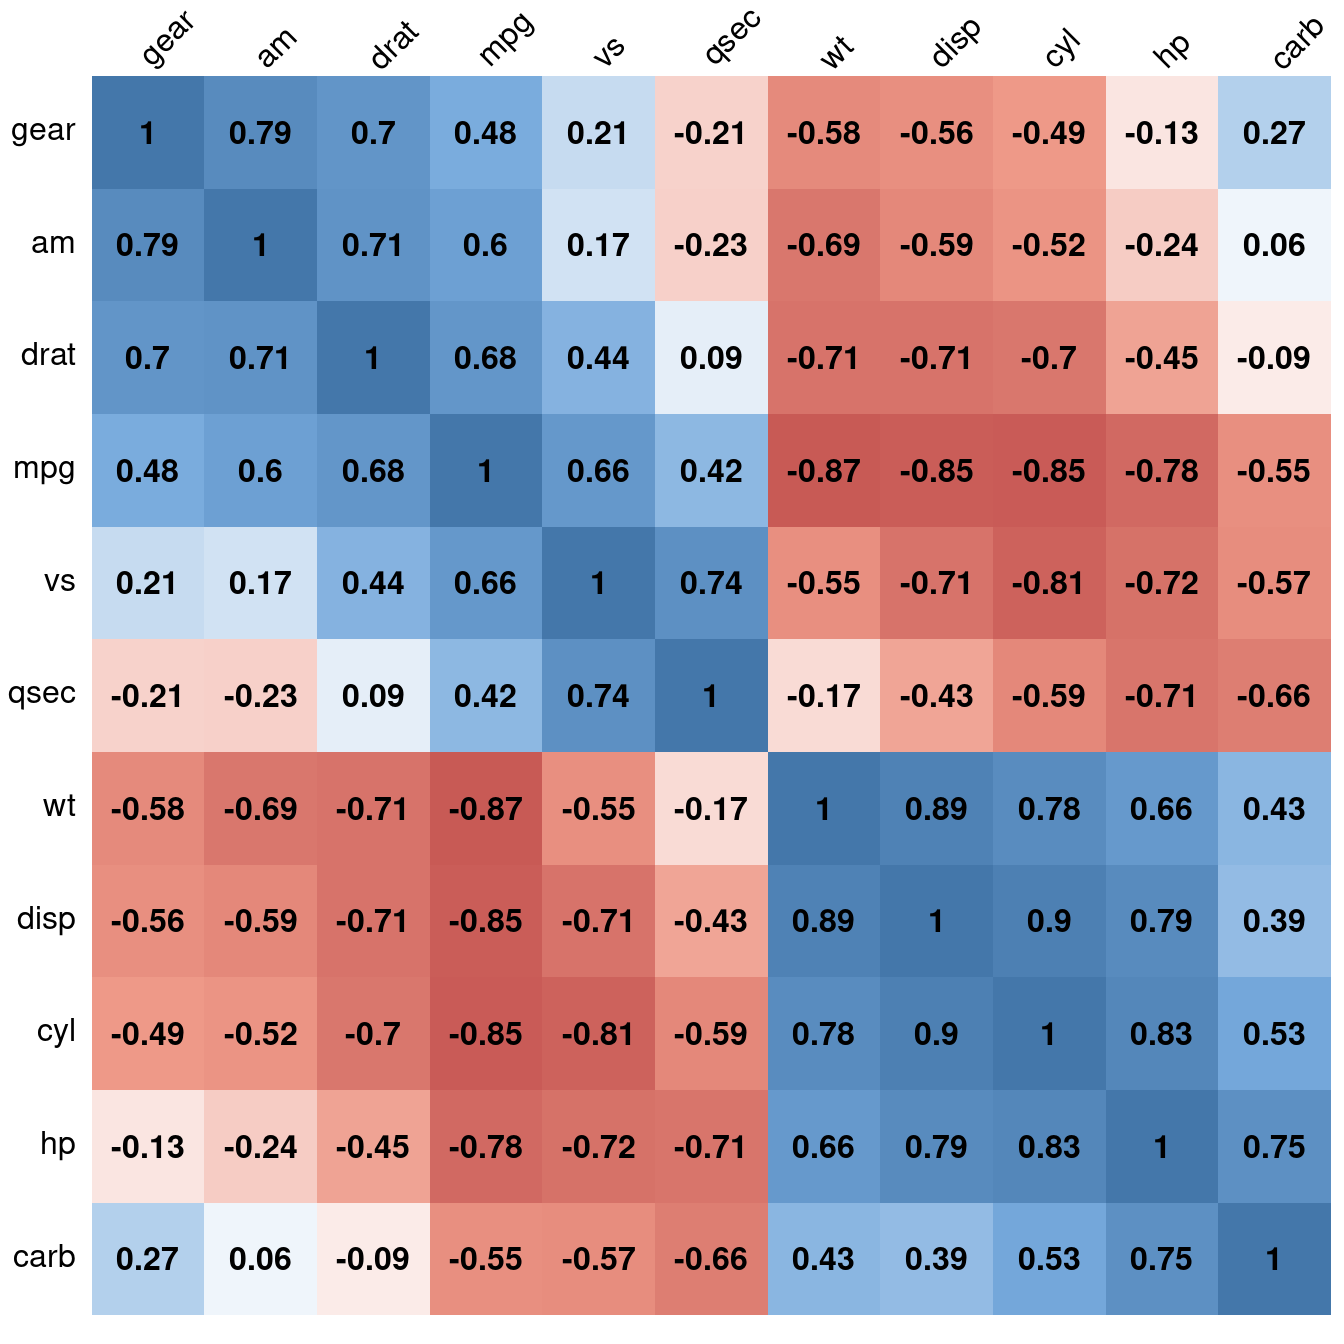 gear am drat mpg vs qsec wt disp cyl hp carb
gear 1 0.79 0.7 0.48 0.21 -0.21 -0.58 -0.56 -0.49 -0.13 0.27
am 0.79 1 0.71 0.6 0.17 -0.23 -0.69 -0.59 -0.52 -0.24 0.06
drat 0.7 0.71 1 0.68 0.44 0.09 -0.71 -0.71 -0.7 -0.45 -0.09
mpg 0.48 0.6 0.68 1 0.66 0.42 -0.87 -0.85 -0.85 -0.78 -0.55
vs 0.21 0.17 0.44 0.66 1 0.74 -0.55 -0.71 -0.81 -0.72 -0.57
qsec -0.21 -0.23 0.09 0.42 0.74 1 -0.17 -0.43 -0.59 -0.71 -0.66
wt -0.58 -0.69 -0.71 -0.87 -0.55 -0.17 1 0.89 0.78 0.66 0.43
disp -0.56 -0.59 -0.71 -0.85 -0.71 -0.43 0.89 1 0.9 0.79 0.39
cyl -0.49 -0.52 -0.7 -0.85 -0.81 -0.59 0.78 0.9 1 0.83 0.53
hp -0.13 -0.24 -0.45 -0.78 -0.72 -0.71 0.66 0.79 0.83 1 0.75
carb 0.27 0.06 -0.09 -0.55 -0.57 -0.66 0.43 0.39 0.53 0.75 1